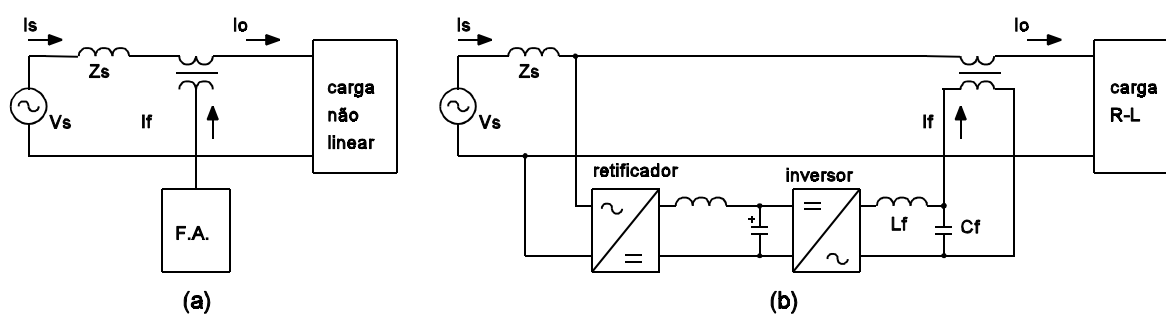 Is
Io
Zs
Vs
If
carga
não
linear
F.A.
(a)
Is
Io
Zs
Vs
If
carga
R-L
retificador
inversor
+
Lf
Cf
(b)